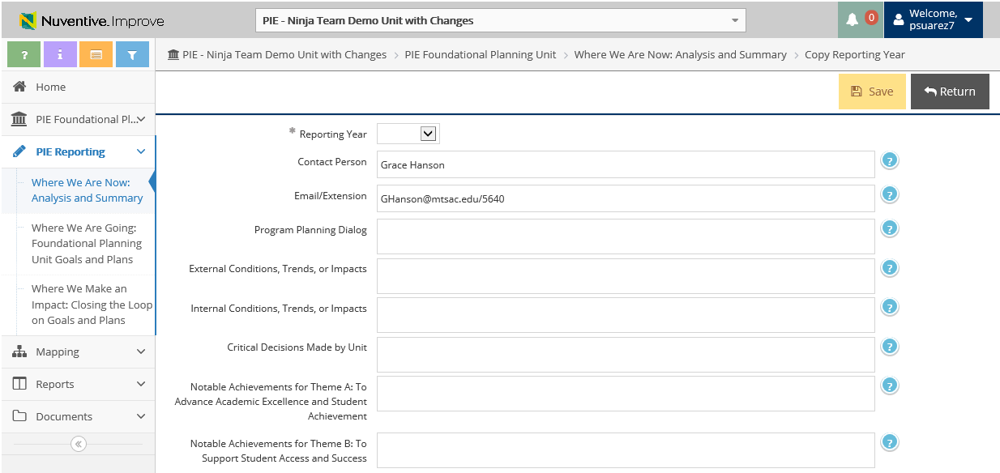 Nuventive.Improve
PIE - Ninja Team Demo Unit with Changes
0
Welcome,
psuarez7
?
i
PIE - Ninja Team Demo Unit with Changes > PIE Foundational Planning Unit > Where We Are Now: Analysis and Summary > Copy Reporting Year
Save
Return
Home
PIE Foundational Pl...
PIE Reporting
Where We Are Now:
Analysis and Summary
Where We Are Going:
Foundational Planning
Unit Goals and Plans
Where We Make an
Impact: Closing the Loop
on Goals and Plans
Mapping
Reports
Documents
* Reporting Year
Contact Person
Grace Hanson
?
Email/Extension
GHanson@mtsac.edu/5640
?
Program Planning Dialog
?
External Conditions, Trends, or Impacts
?
Internal Conditions, Trends, or Impacts
?
Critical Decisions Made by Unit
?
Notable Achievements for Theme A: To
Advance Academic Excellence and Student
Achievement
?
Notable Achievements for Theme B: To
Support Student Access and Success
?